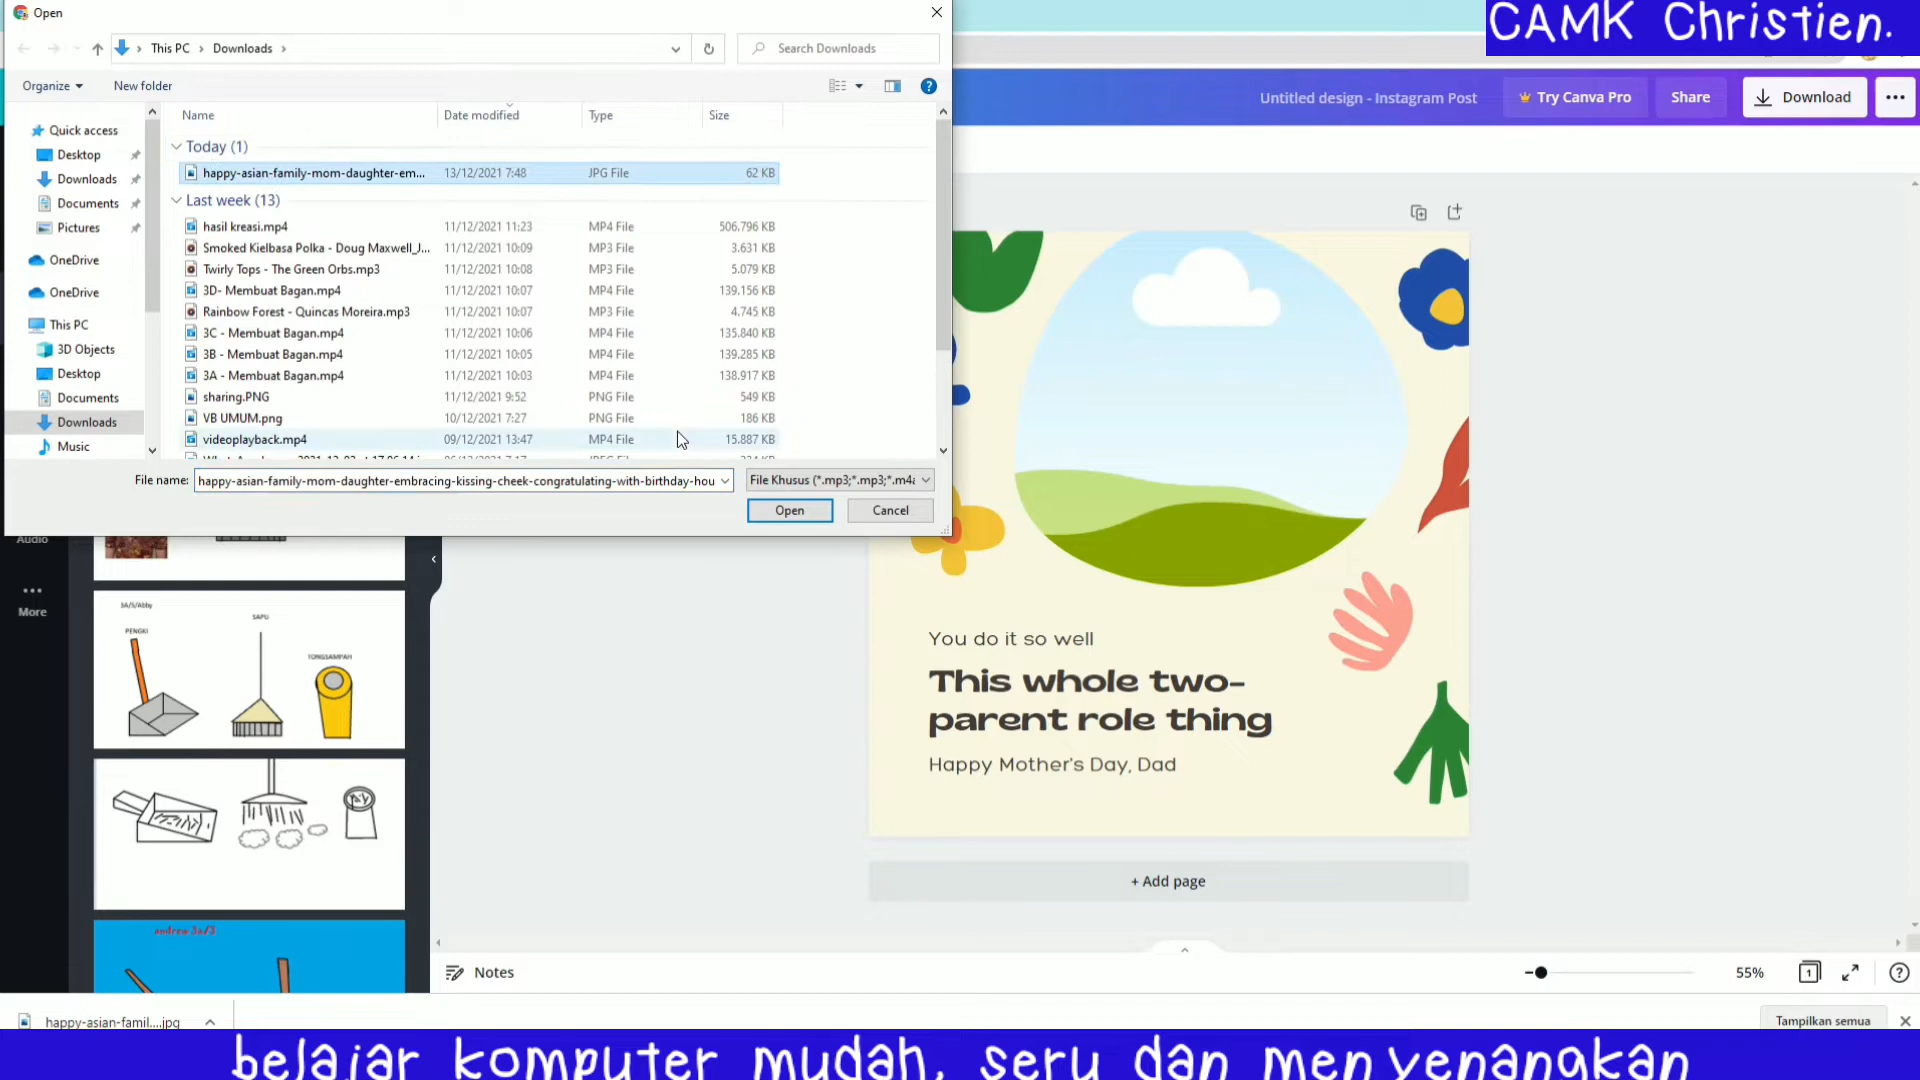 Open
CAMK Christien.
This PC
Downloads
Search Downloads
Organize
New folder
Untitled design - Instagram Post
Try Canva Pro
Share
Download
Name
Date modified
Type
Size
Quick access
Desktop
Downloads
Documents
Pictures
OneDrive
OneDrive
This PC
3D Objects
Desktop
Documents
Downloads
Music
Today (1)
happy-asian-family-mom-daughter-em... 13/12/2021 7:48 JPG File 62 KB
Last week (13)
hasil kreasi.mp4 11/12/2021 11:23 MP4 File 506.796 KB
Smoked Kielbasa Polka - Doug Maxwell_J... 11/12/2021 10:09 MP3 File 3.631 KB
Twirly Tops - The Green Orbs.mp3 11/12/2021 10:08 MP3 File 5.079 KB
3D- Membuat Bagan.mp4 11/12/2021 10:07 MP4 File 139.156 KB
Rainbow Forest - Quincas Moreira.mp3 11/12/2021 10:07 MP3 File 4.745 KB
3C - Membuat Bagan.mp4 11/12/2021 10:06 MP4 File 135.840 KB
3B - Membuat Bagan.mp4 11/12/2021 10:05 MP4 File 139.285 KB
3A - Membuat Bagan.mp4 11/12/2021 10:03 MP4 File 138.917 KB
sharing.PNG 11/12/2021 9:52 PNG File 549 KB
VB UMUM.png 10/12/2021 7:27 PNG File 186 KB
videoplayback.mp4 09/12/2021 13:47 MP4 File 15.887 KB
File name: happy-asian-family-mom-daughter-embracing-kissing-cheek-congratulating-with-birthday-hou
File Khusus (*.mp3;*.mp3;*.m4a
Open
Cancel
Audio
More
3A/5/Abby
PENGKI
SAPU
TONGSAMPAH
andrew 3a/3
You do it so well
This whole two-
parent role thing
Happy Mother's Day, Dad
+ Add page
Notes
55%
1
happy-asian-famil....jpg
Tampilkan semua
belajar komputer mudah, seru dan menyenangkan